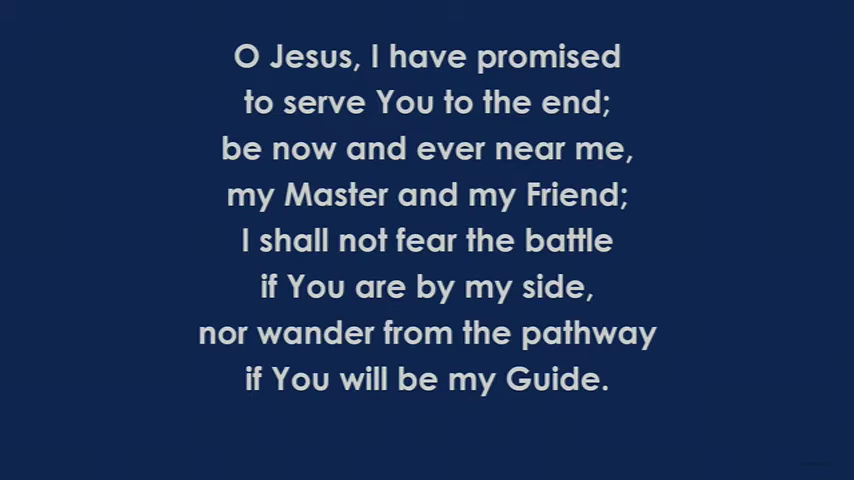 O Jesus, I have promised
to serve You to the end;
be now and ever near me,
my Master and my Friend;
I shall not fear the battle
if You are by my side,
nor wander from the pathway
if You will be my Guide.